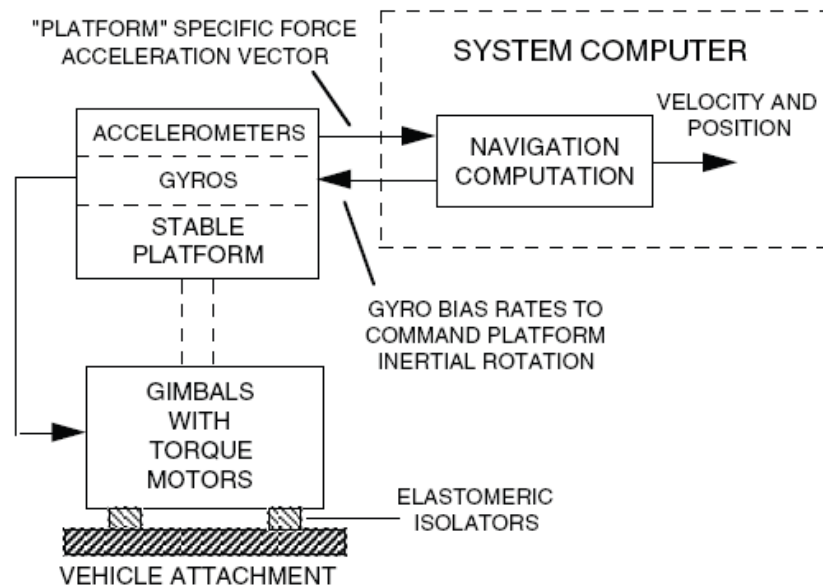 "PLATFORM" SPECIFIC FORCE
ACCELERATION VECTOR
SYSTEM COMPUTER
VELOCITY AND
POSITION
ACCELEROMETERS
GYROS
STABLE
PLATFORM
NAVIGATION
COMPUTATION
GYRO BIAS RATES TO
COMMAND PLATFORM
INERTIAL ROTATION
GIMBALS
WITH
TORQUE
MOTORS
ELASTOMERIC
ISOLATORS
VEHICLE ATTACHMENT